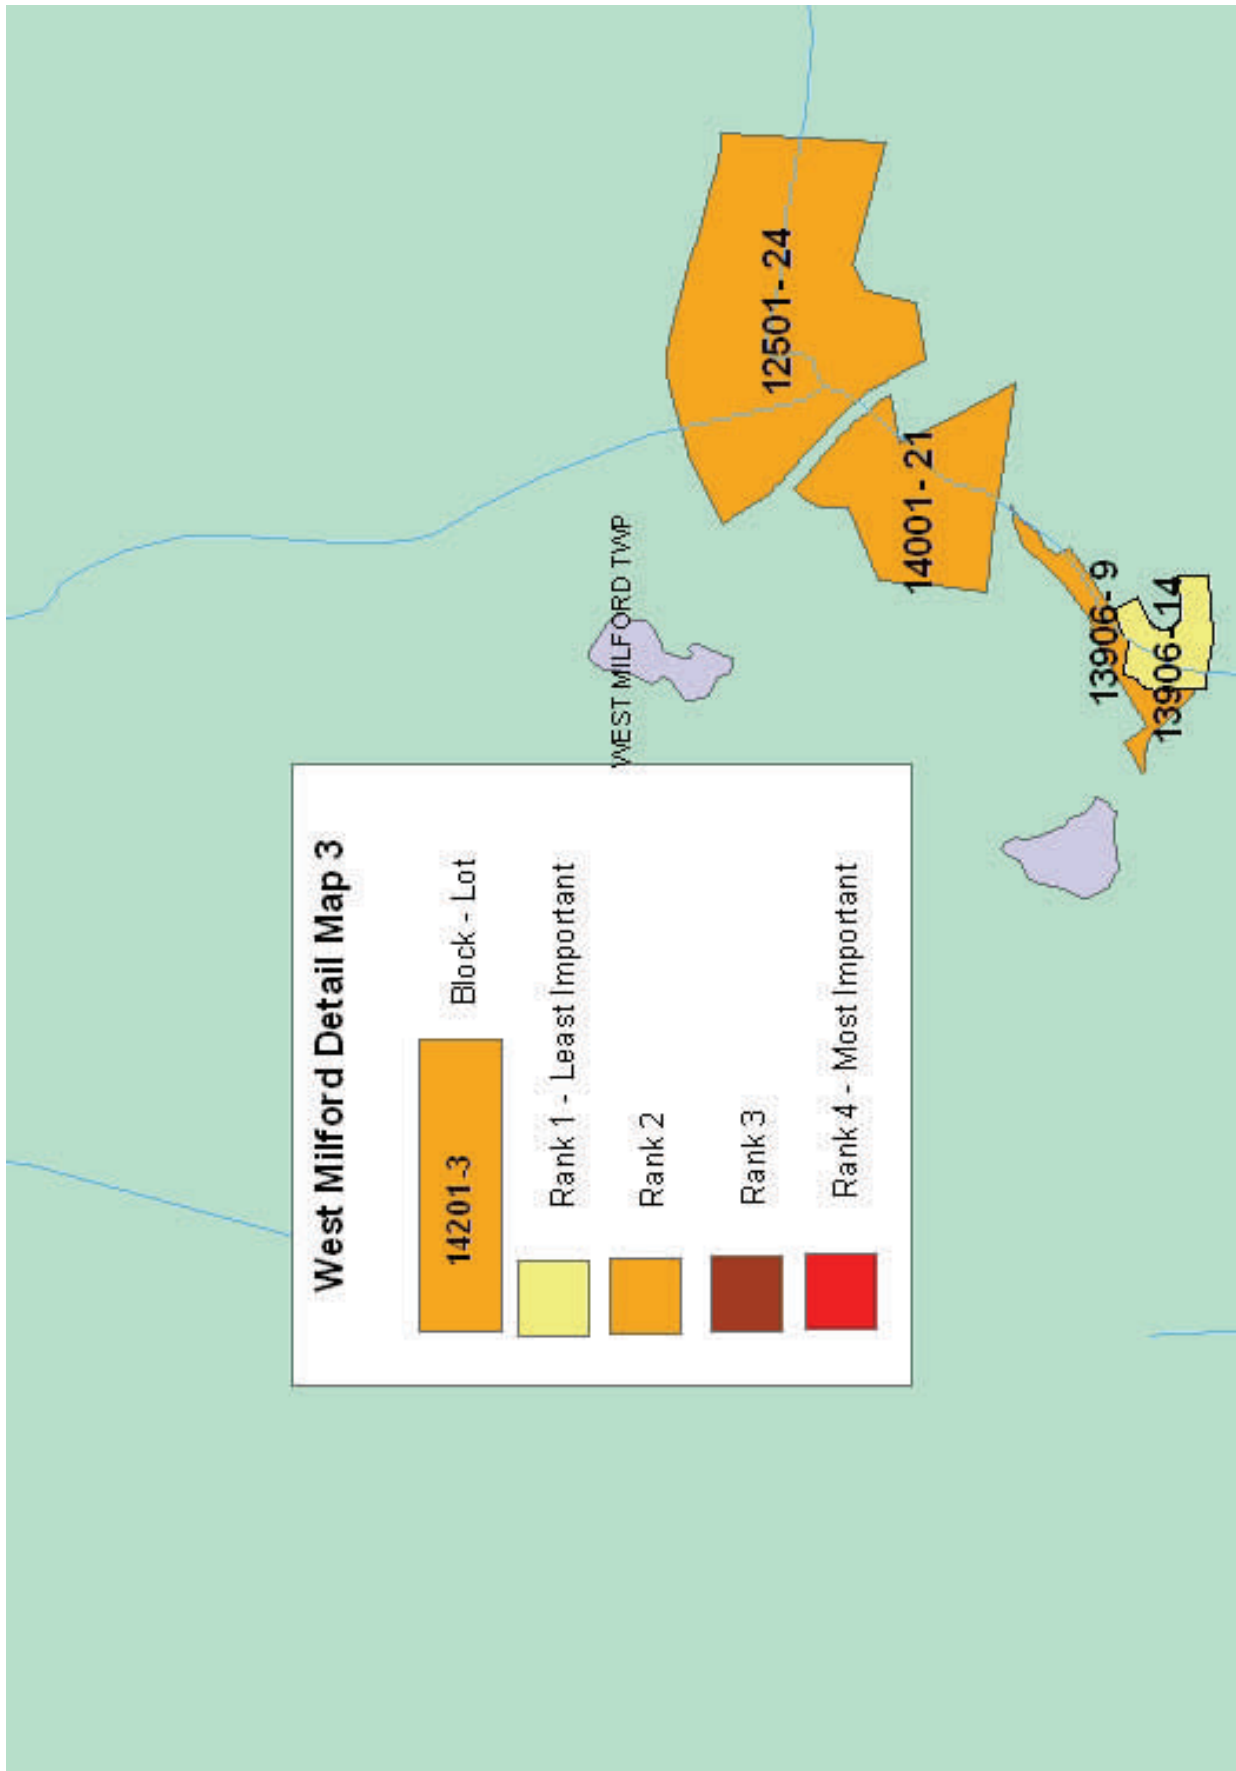 West Milford Detail Map 3
14201-3
Block - Lot
Rank 1 - Least Important
Rank 2
Rank 3
Rank 4 - Most Important
WEST MILFORD TWP
12501 - 24
14001 - 21
13906 - 9
13906 - 14